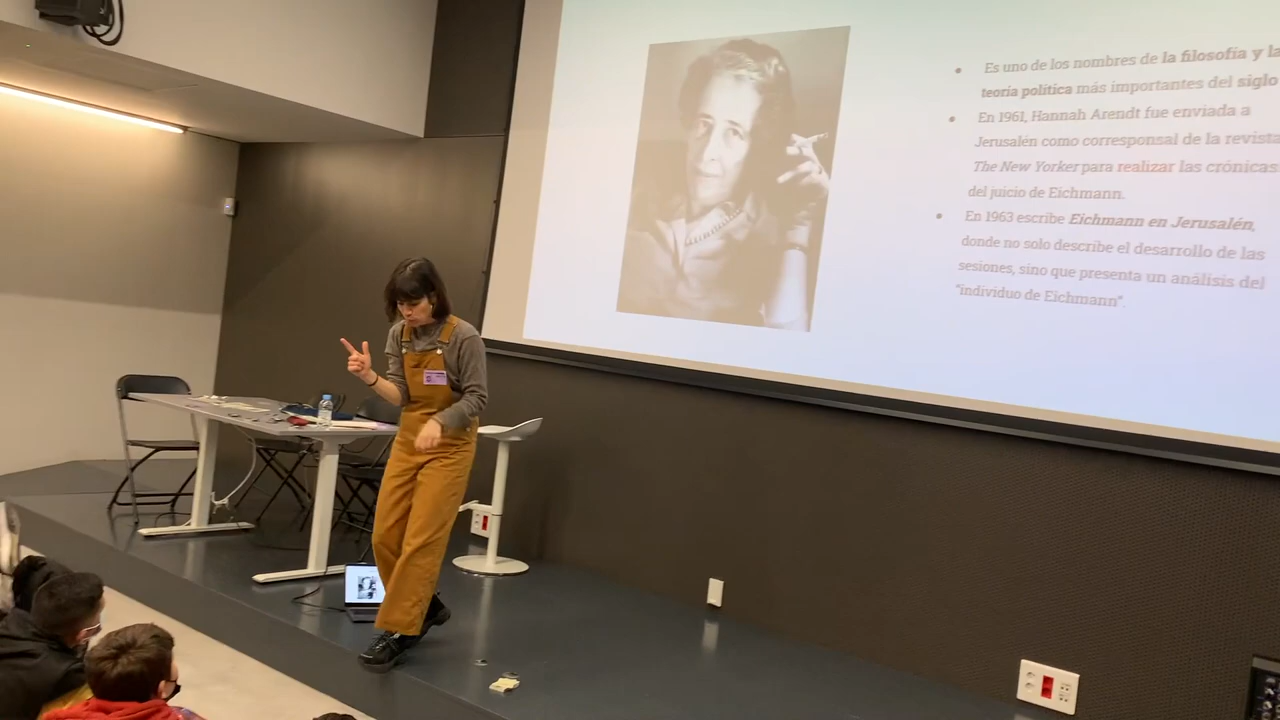 Es uno de los nombres de la filosofía y la
teoría política más importantes del siglo
En 1961, Hannah Arendt fue enviada a
Jerusalén como corresponsal de la revista
The New Yorker para realizar las crónicas
del juicio de Eichmann.
En 1963 escribe Eichmann en Jerusalén,
donde no solo describe el desarrollo de las
sesiones, sino que presenta un análisis del
"individuo de Eichmann".